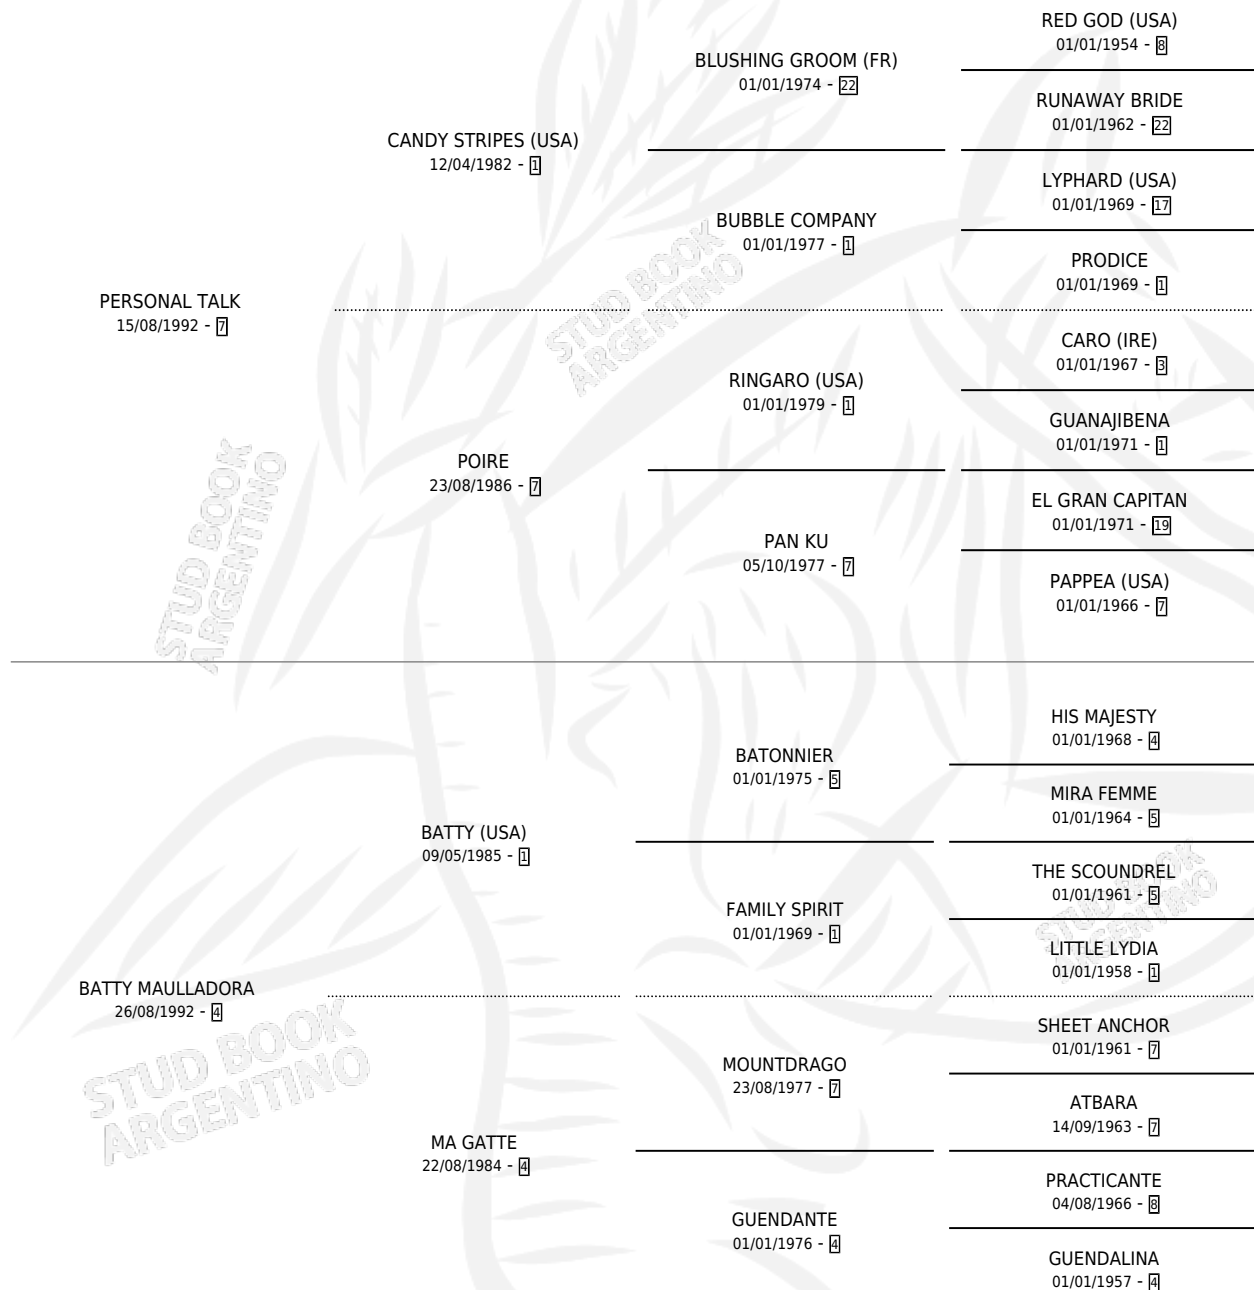 RED GOD (USA)
01/01/1954 - 8
BLUSHING GROOM (FR)
01/01/1974 - 22
RUNAWAY BRIDE
01/01/1962 - 22
CANDY STRIPES (USA)
12/04/1982 - 1
LYPHARD (USA)
01/01/1969 - 17
BUBBLE COMPANY
01/01/1977 - 1
PRODICE
01/01/1969 - 1
PERSONAL TALK
15/08/1992 - 7
STUD BOOK
ARGENTINO
CARO (IRE)
01/01/1967 - 3
RINGARO (USA)
01/01/1979 - 1
GUANAJIBENA
01/01/1971 - 1
POIRE
23/08/1986 - 7
EL GRAN CAPITAN
01/01/1971 - 19
PAN KU
05/10/1977 - 7
PAPPEA (USA)
01/01/1966 - 7
STUD BOOK
ARGENTINO
HIS MAJESTY
01/01/1968 - 4
BATONNIER
01/01/1975 - 5
MIRA FEMME
01/01/1964 - 5
BATTY (USA)
09/05/1985 - 1
THE SCOUNDREL
01/01/1961 - 5
FAMILY SPIRIT
01/01/1969 - 1
STUD BOOK
ARGENTINO
LITTLE LYDIA
01/01/1958 - 1
BATTY MAULLADORA
26/08/1992 - 4
STUD BOOK
ARGENTINO
SHEET ANCHOR
01/01/1961 - 7
MOUNTDRAGO
23/08/1977 - 7
ATBARA
14/09/1963 - 7
MA GATTE
22/08/1984 - 4
PRACTICANTE
04/08/1966 - 8
GUENDANTE
01/01/1976 - 4
GUENDALINA
01/01/1957 - 4